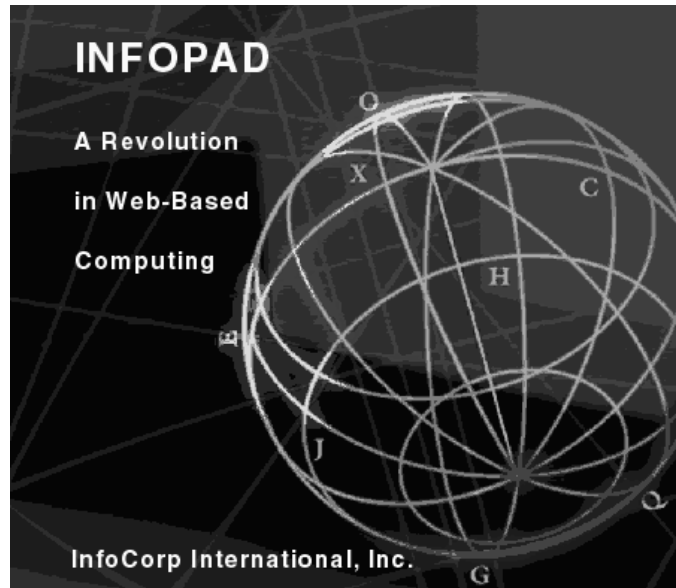 INFOPAD
O
A Revolution
X
C
in Web-Based
Computing
H
E
J
Q
InfoCorp International, Inc.
G